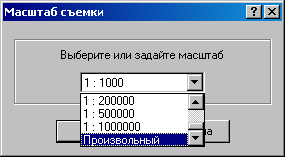 Масштаб съемки
Выберите или задайте масштаб
1 : 1000
1 : 200000
1 : 500000
1 : 1000000
Произвольный